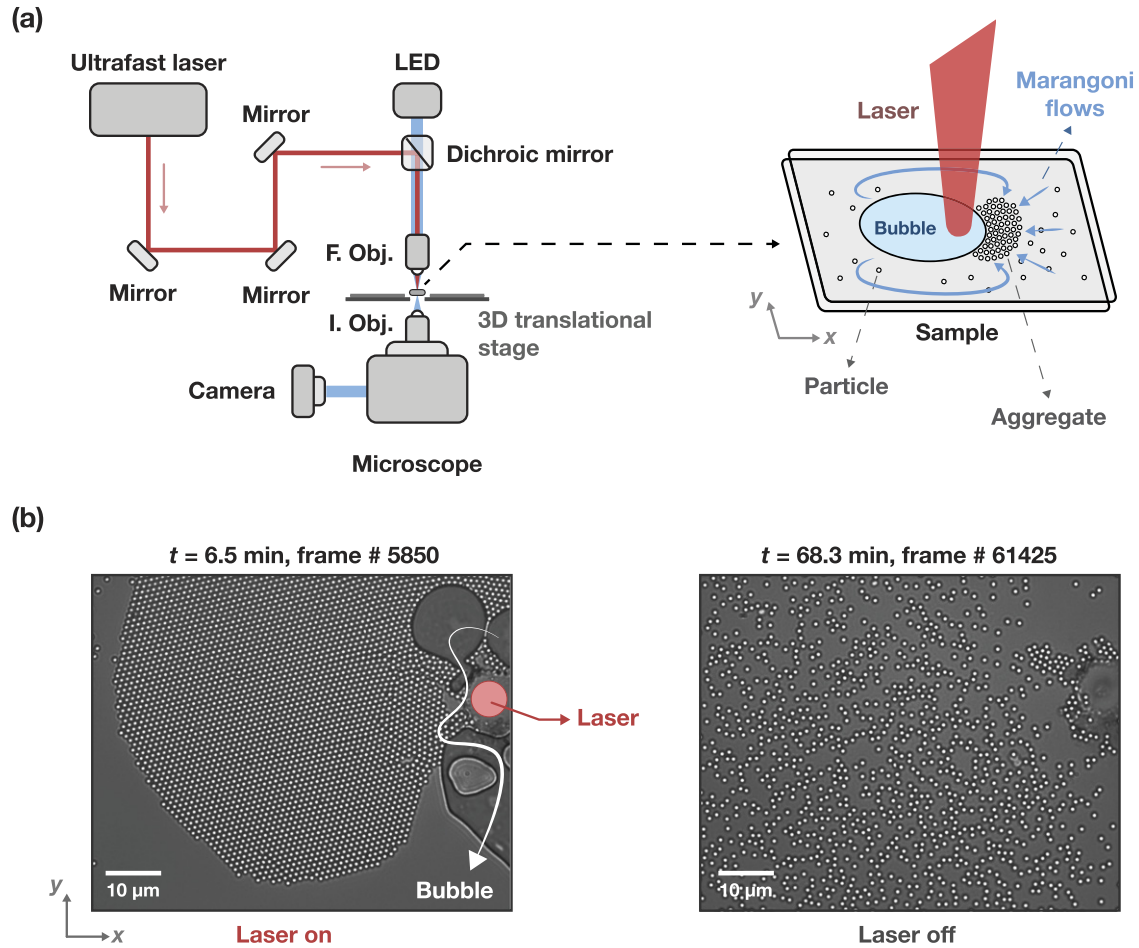 (a)
Ultrafast laser
LED
Mirror
Dichroic mirror
F. Obj.
Mirror
Mirror
I. Obj.
3D translational
stage
Camera
Microscope
Laser
Marangoni
flows
Bubble
y
x
Sample
Particle
Aggregate
(b)
t = 6.5 min, frame # 5850
t = 68.3 min, frame # 61425
Laser
10 µm
Bubble
10 µm
y
x
Laser on
Laser off